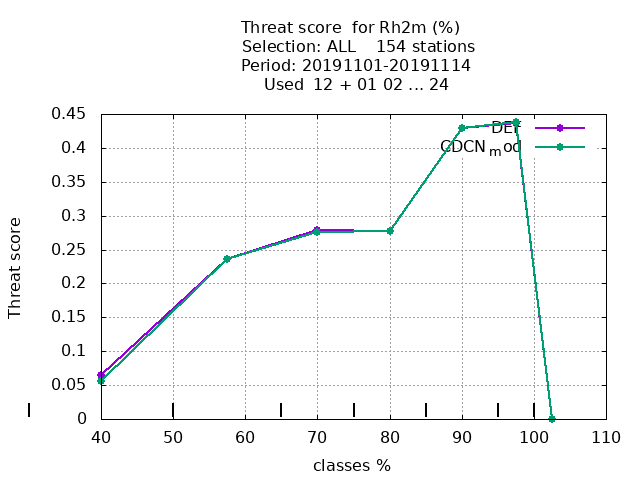 Threat score  for Rh2m (%)
Selection: ALL    154 stations
Period: 20191101-20191114
Used  12 + 01 02 ... 24
0.45
0.4
0.35
0.3
0.25
0.2
0.15
0.1
0.05
0
Threat score
DEF
CDCN_mod
40 50 60 70 80 90 100 110
classes %